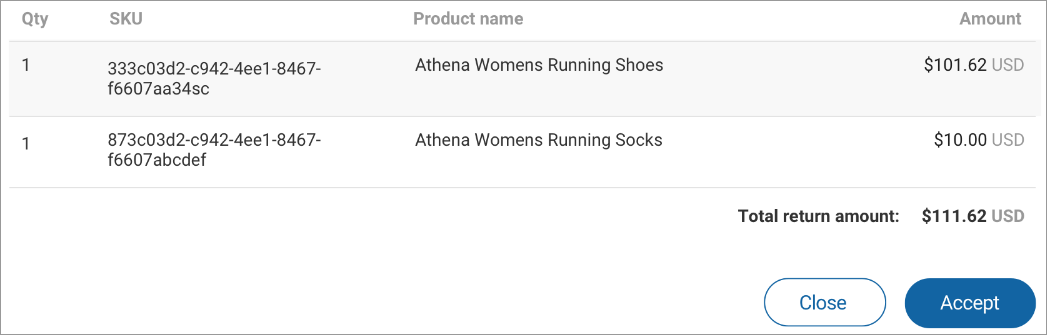 Qty SKU Product name Amount
1 333c03d2-c942-4ee1-8467- Athena Womens Running Shoes $101.62 USD
f6607aa34sc
1 873c03d2-c942-4ee1-8467- Athena Womens Running Socks $10.00 USD
f6607abcdef
Total return amount: $111.62 USD
Close Accept